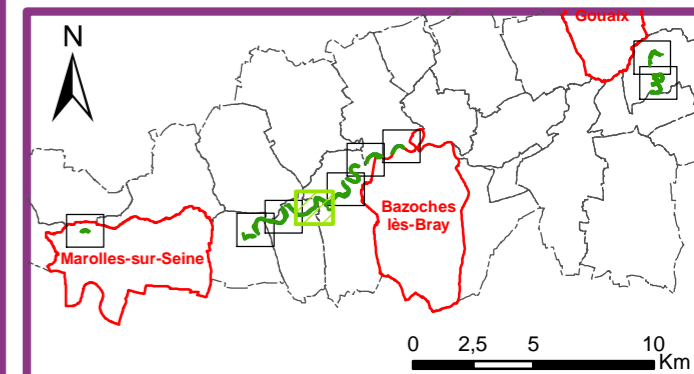 Gouaix
N
Bazoches
lès-Bray
Marolles-sur-Seine
0 2,5 5 10
Km